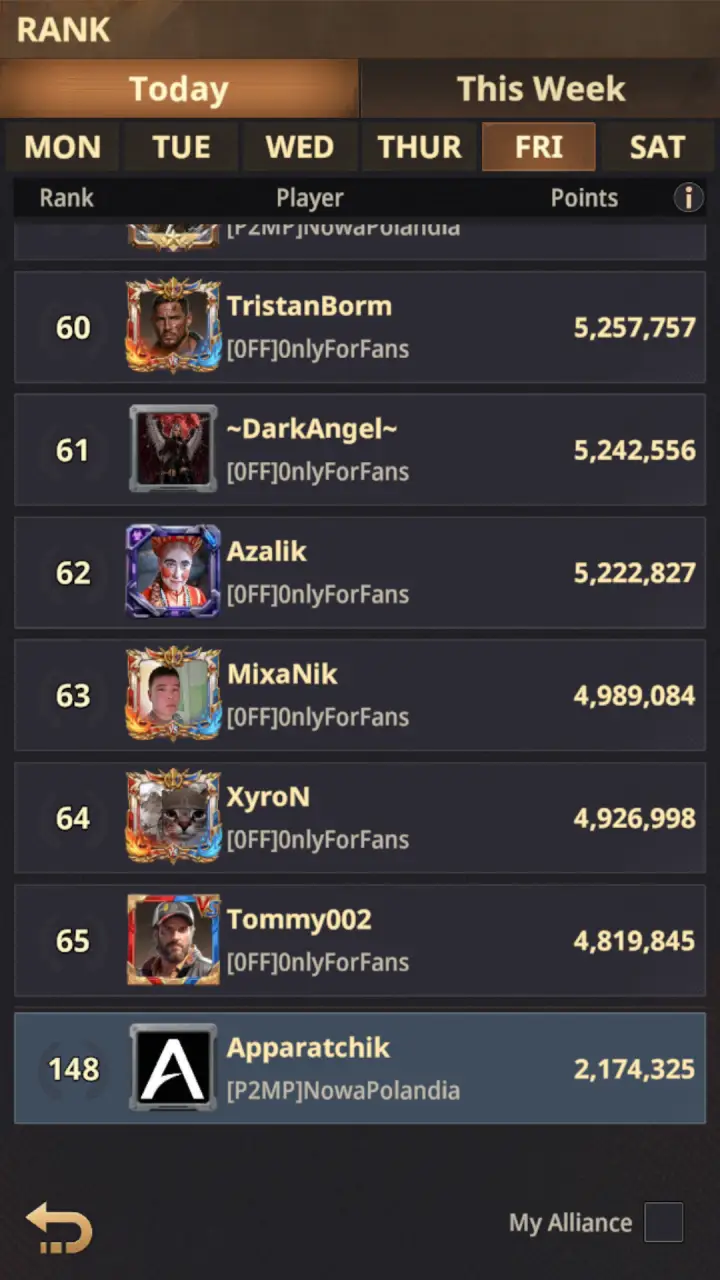 RANK
Today
This Week
MON TUE WED THUR FRI SAT
Rank Player Points
[P2MP]NowaPolandia
60 TristanBorm 5,257,757
[0FF]0nlyForFans
61 ~DarkAngel~ 5,242,556
[0FF]0nlyForFans
62 Azalik 5,222,827
[0FF]0nlyForFans
63 MixaNik 4,989,084
[0FF]0nlyForFans
64 XyroN 4,926,998
[0FF]0nlyForFans
65 Tommy002 4,819,845
[0FF]0nlyForFans
148 Apparatchik 2,174,325
[P2MP]NowaPolandia
My Alliance